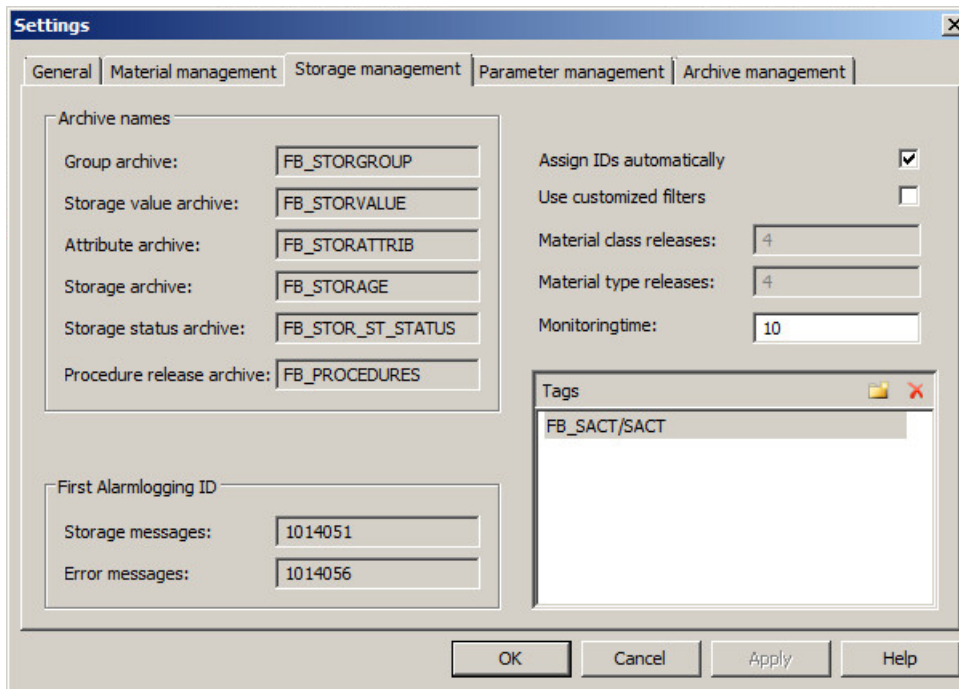 Settings
General
Material management
Storage management
Parameter management
Archive management
Archive names
Group archive: FB_STORGROUP
Storage value archive: FB_STORVALUE
Attribute archive: FB_STORATTRIB
Storage archive: FB_STORAGE
Storage status archive: FB_STOR_ST_STATUS
Procedure release archive: FB_PROCEDURES
First Alarmlogging ID
Storage messages: 1014051
Error messages: 1014056
Assign IDs automatically
Use customized filters
Material class releases: 4
Material type releases: 4
Monitoringtime: 10
Tags
FB_SACT/SACT
OK
Cancel
Apply
Help